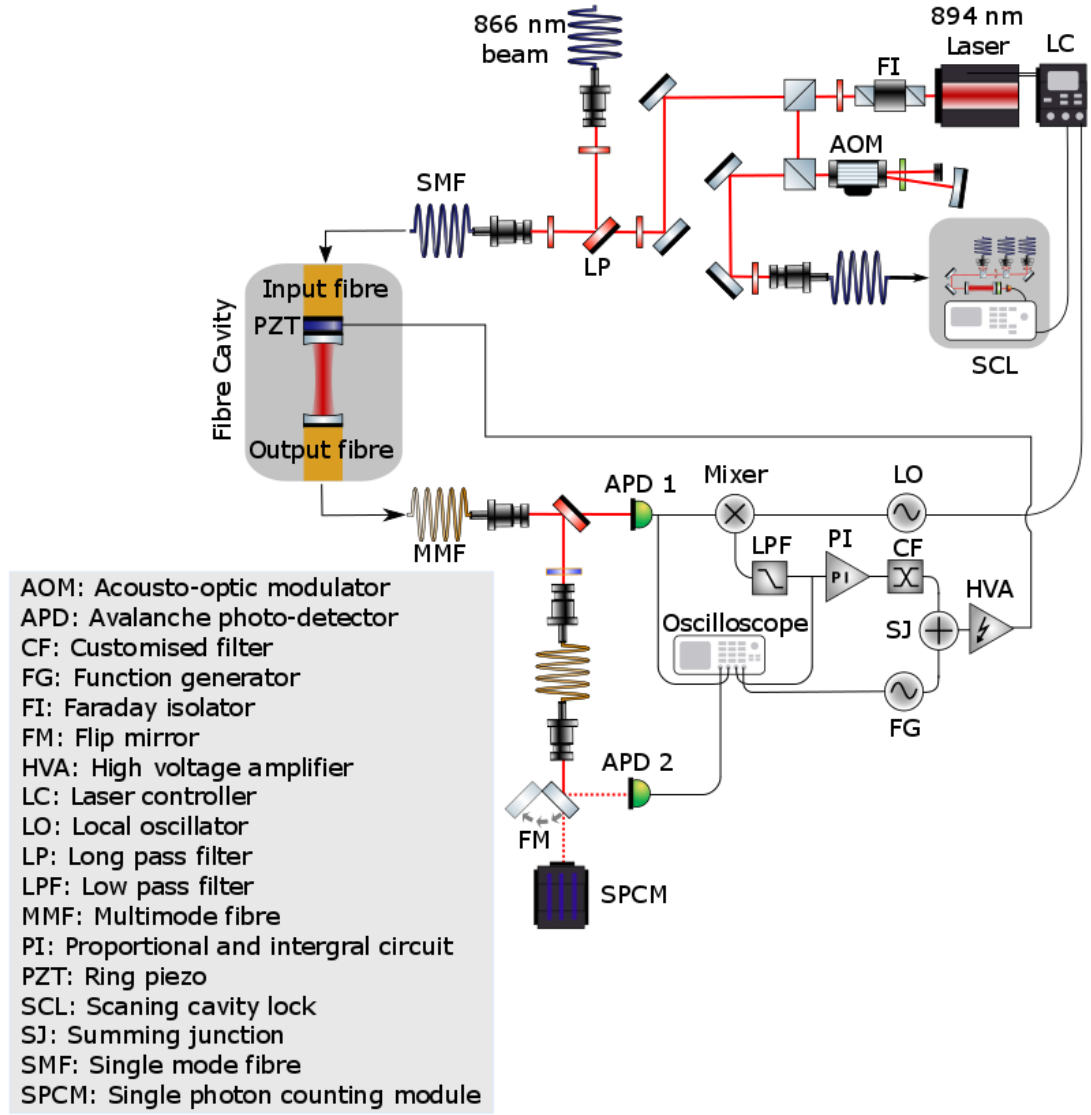 866 nm
beam
894 nm
Laser
LC
FI
AOM
SMF
LP
SCL
Fibre Cavity
Input fibre
PZT
Output fibre
MMF
APD 1
Mixer
LO
LPF
PI
PI
CF
Oscilloscope
SJ
HVA
FG
APD 2
FM
SPCM
AOM: Acousto-optic modulator
APD: Avalanche photo-detector
CF: Customised filter
FG: Function generator
FI: Faraday isolator
FM: Flip mirror
HVA: High voltage amplifier
LC: Laser controller
LO: Local oscillator
LP: Long pass filter
LPF: Low pass filter
MMF: Multimode fibre
PI: Proportional and intergral circuit
PZT: Ring piezo
SCL: Scaning cavity lock
SJ: Summing junction
SMF: Single mode fibre
SPCM: Single photon counting module